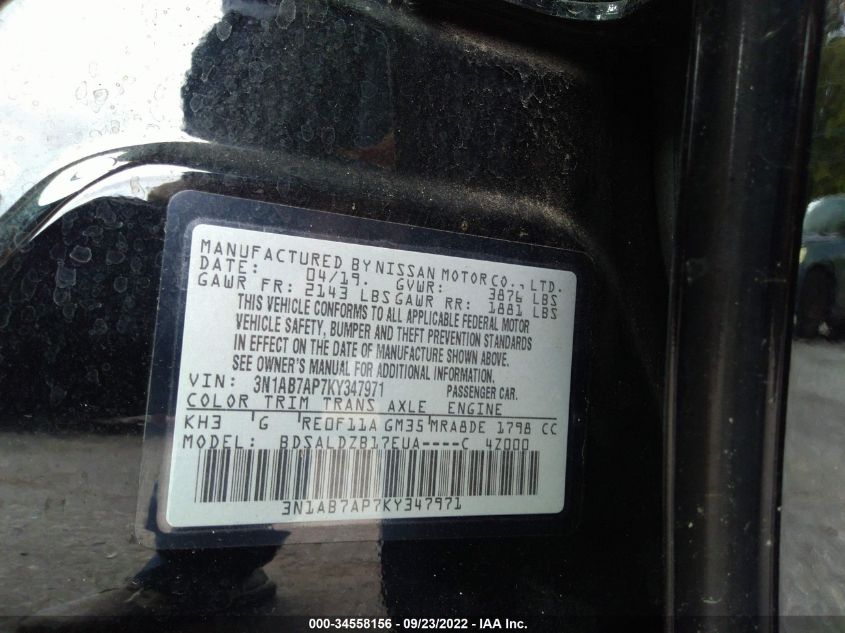 MANUFACTURED BY NISSAN MOTOR CO., LTD.
DATE: 04/19. GVWR: 3876 LBS
GAWR FR: 2143 LBS GAWR RR: 1881 LBS
THIS VEHICLE CONFORMS TO ALL APPLICABLE FEDERAL MOTOR
VEHICLE SAFETY, BUMPER AND THEFT PREVENTION STANDARDS
IN EFFECT ON THE DATE OF MANUFACTURE SHOWN ABOVE.
SEE OWNER'S MANUAL FOR ADDITIONAL INFORMATION.
VIN: 3N1AB7AP7KY347971 PASSENGER CAR.
COLOR TRIM TRANS AXLE ENGINE
KH3 G RE0F11A GM35 MRA8DE 1798 CC
MODEL: BDSALDZB17EUA----C 4Z000
3N1AB7AP7KY347971
000-34558156 - 09/23/2022 - IAA Inc.